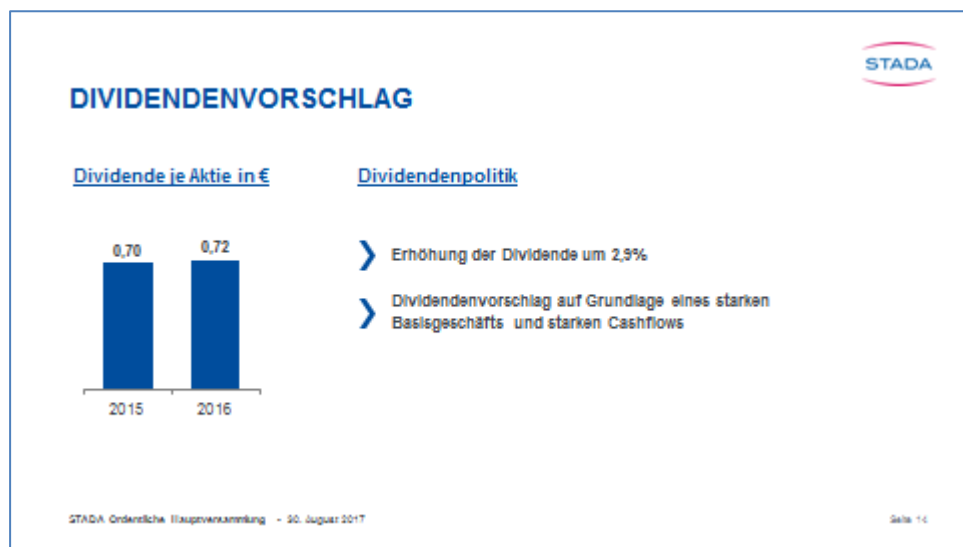 STADA
DIVIDENDENVORSCHLAG
Dividende je Aktie in €
0,70
0,72
2015
2016
Dividendenpolitik
Erhöhung der Dividende um 2,9%
Dividendenvorschlag auf Grundlage eines starken
Basisgeschäfts und starken Cashflows
STADA Ordentliche Hauptversammlung - 30. August 2017
Seite